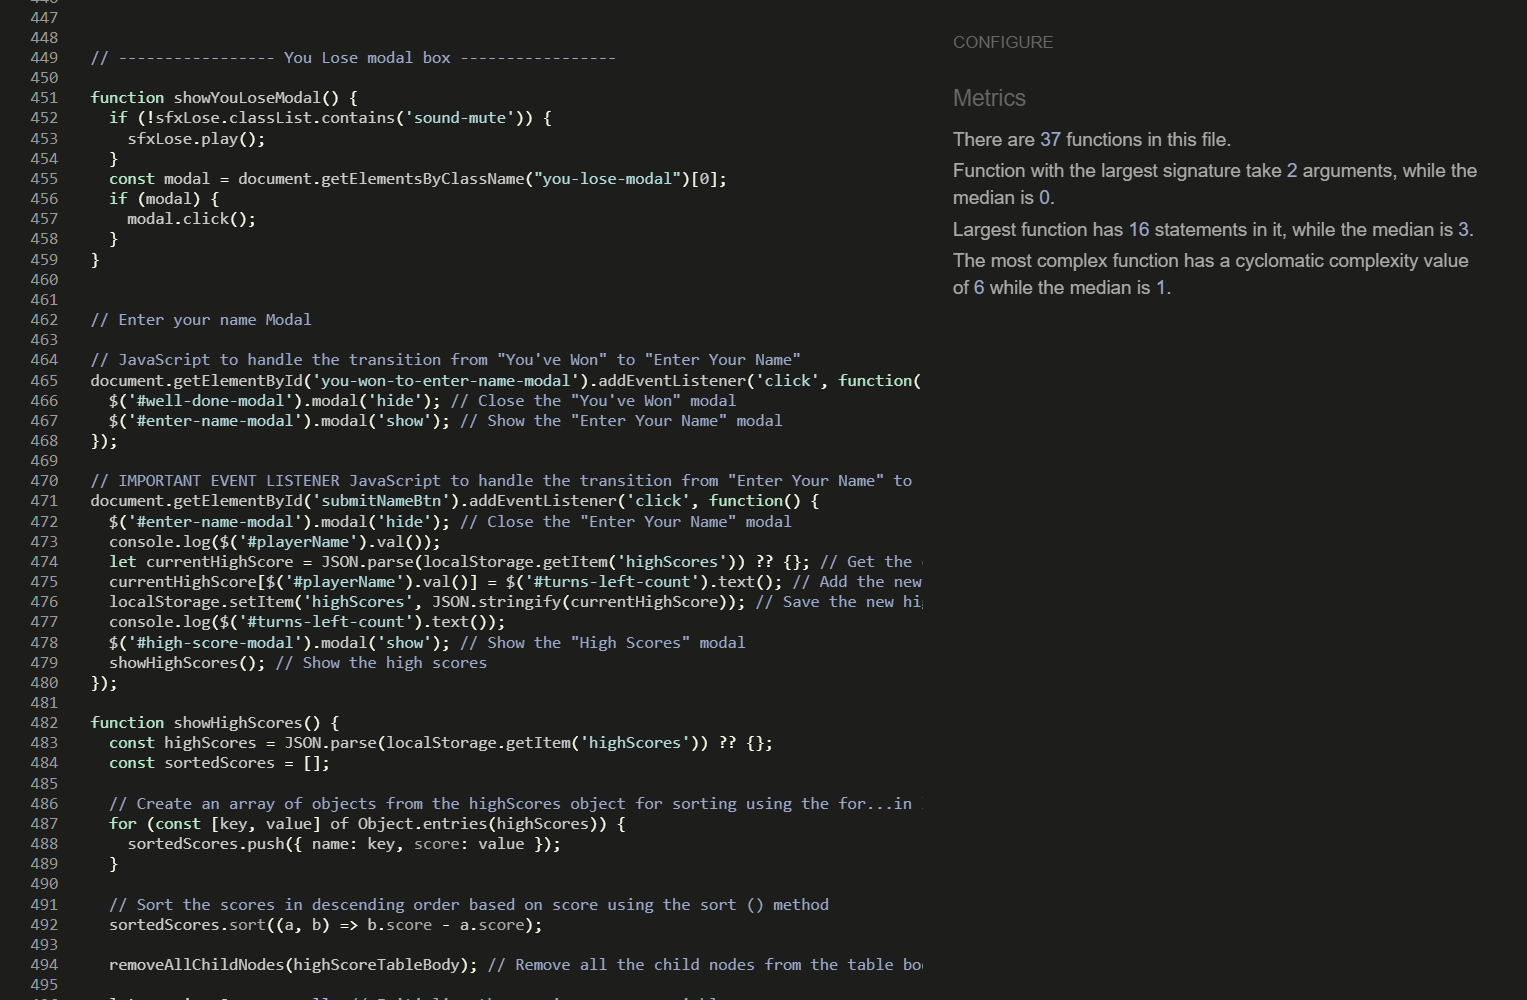 447
448
449 // ----------------- You Lose modal box -----------------
450
451 function showYouLoseModal() {
452 if (!sfxLose.classList.contains('sound-mute')) {
453 sfxLose.play();
454 }
455 const modal = document.getElementsByClassName("you-lose-modal")[0];
456 if (modal) {
457 modal.click();
458 }
459 }
460
461
462 // Enter your name Modal
463
464 // JavaScript to handle the transition from "You've Won" to "Enter Your Name"
465 document.getElementById('you-won-to-enter-name-modal').addEventListener('click', function(
466 $('#well-done-modal').modal('hide'); // Close the "You've Won" modal
467 $('#enter-name-modal').modal('show'); // Show the "Enter Your Name" modal
468 });
469
470 // IMPORTANT EVENT LISTENER JavaScript to handle the transition from "Enter Your Name" to
471 document.getElementById('submitNameBtn').addEventListener('click', function() {
472 $('#enter-name-modal').modal('hide'); // Close the "Enter Your Name" modal
473 console.log($('#playerName').val());
474 let currentHighScore = JSON.parse(localStorage.getItem('highScores')) ?? {}; // Get the
475 currentHighScore[$('#playerName').val()] = $('#turns-left-count').text(); // Add the new
476 localStorage.setItem('highScores', JSON.stringify(currentHighScore)); // Save the new
477 console.log($('#turns-left-count').text());
478 $('#high-score-modal').modal('show'); // Show the "High Scores" modal
479 showHighScores(); // Show the high scores
480 });
481
482 function showHighScores() {
483 const highScores = JSON.parse(localStorage.getItem('highScores')) ?? {};
484 const sortedScores = [];
485
486 // Create an array of objects from the highScores object for sorting using the for...in
487 for (const [key, value] of Object.entries(highScores)) {
488 sortedScores.push({ name: key, score: value });
489 }
490
491 // Sort the scores in descending order based on score using the sort () method
492 sortedScores.sort((a, b) => b.score - a.score);
493
494 removeAllChildNodes(highScoreTableBody); // Remove all the child nodes from the table
495
CONFIGURE
Metrics
There are 37 functions in this file.
Function with the largest signature take 2 arguments, while the
median is 0.
Largest function has 16 statements in it, while the median is 3.
The most complex function has a cyclomatic complexity value
of 6 while the median is 1.